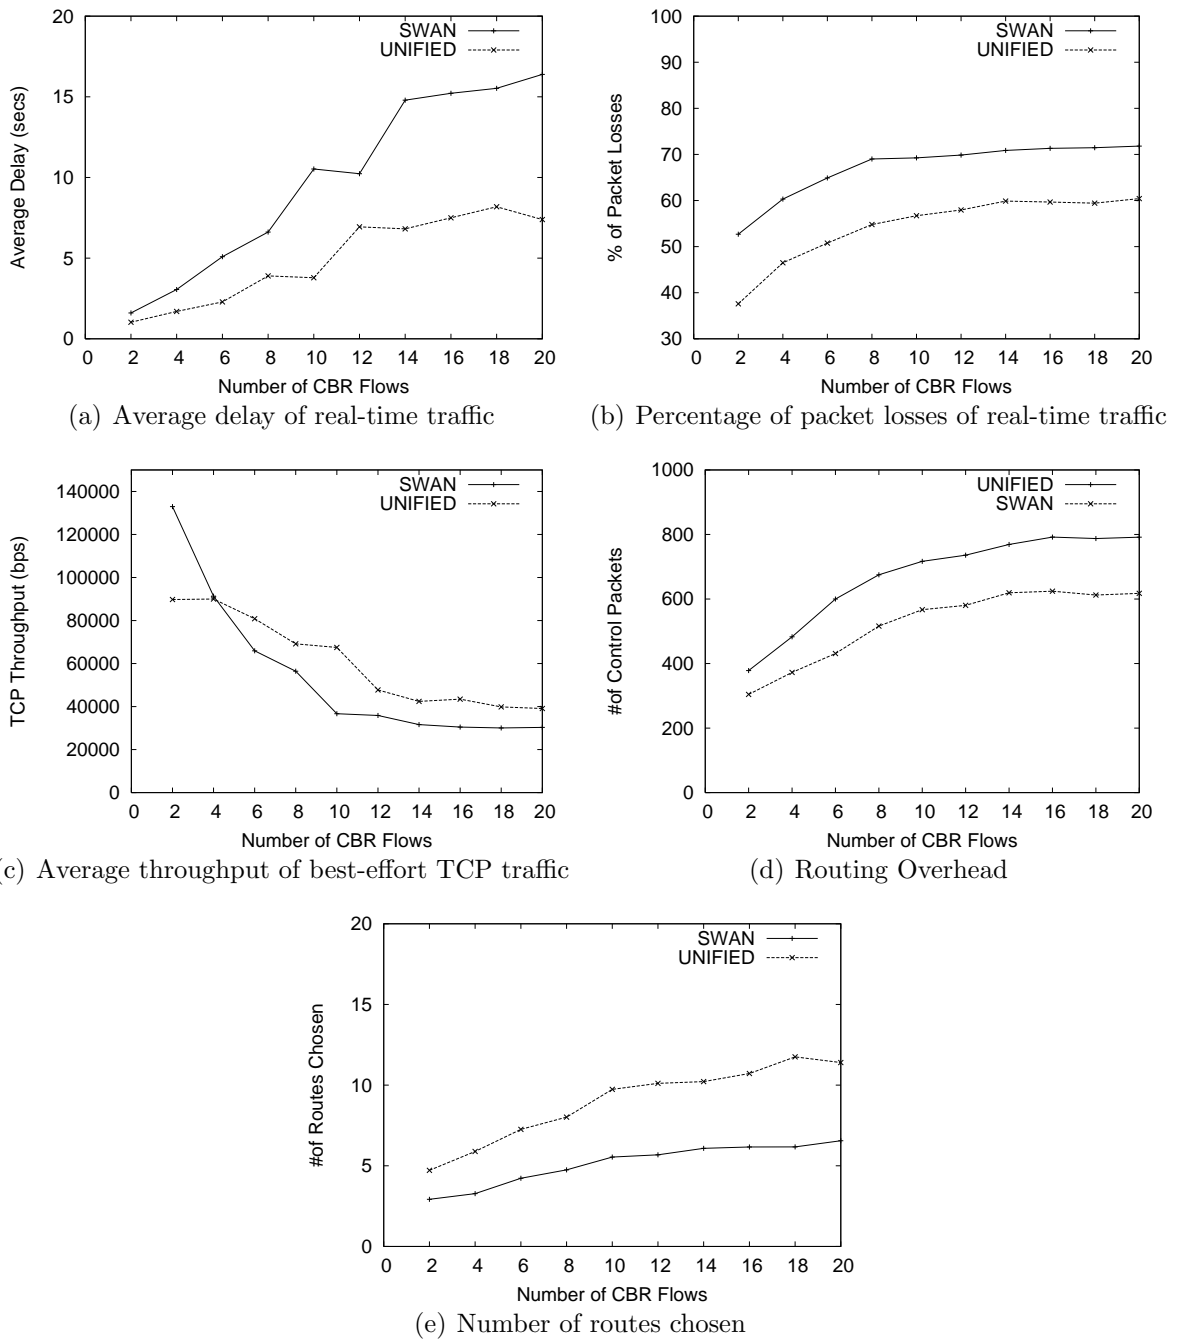 20
15
10
5
0
Average Delay (secs)
SWAN
UNIFIED
0 2 4 6 8 10 12 14 16 18 20
Number of CBR Flows
(a) Average delay of real-time traffic
100
90
80
70
60
50
40
30
% of Packet Losses
SWAN
UNIFIED
0 2 4 6 8 10 12 14 16 18 20
Number of CBR Flows
(b) Percentage of packet losses of real-time traffic
140000
120000
100000
80000
60000
40000
20000
0
TCP Throughput (bps)
SWAN
UNIFIED
0 2 4 6 8 10 12 14 16 18 20
Number of CBR Flows
(c) Average throughput of best-effort TCP traffic
1000
800
600
400
200
0
#of Control Packets
UNIFIED
SWAN
0 2 4 6 8 10 12 14 16 18 20
Number of CBR Flows
(d) Routing Overhead
20
15
10
5
0
#of Routes Chosen
SWAN
UNIFIED
0 2 4 6 8 10 12 14 16 18 20
Number of CBR Flows
(e) Number of routes chosen